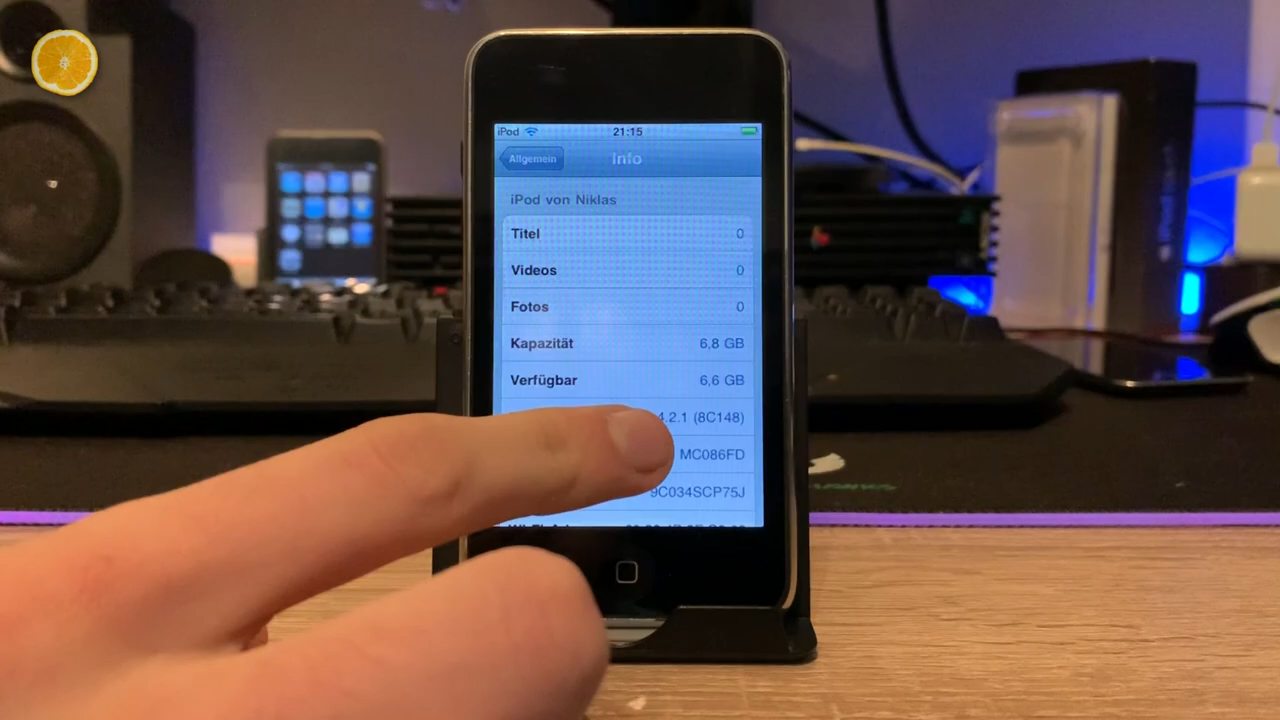 iPod 21:15
Allgemein Info
iPod von Niklas
Titel 0
Videos 0
Fotos 0
Kapazität 6,8 GB
Verfügbar 6,6 GB
4.2.1 (8C148)
MC086FD
9C034SCP75J